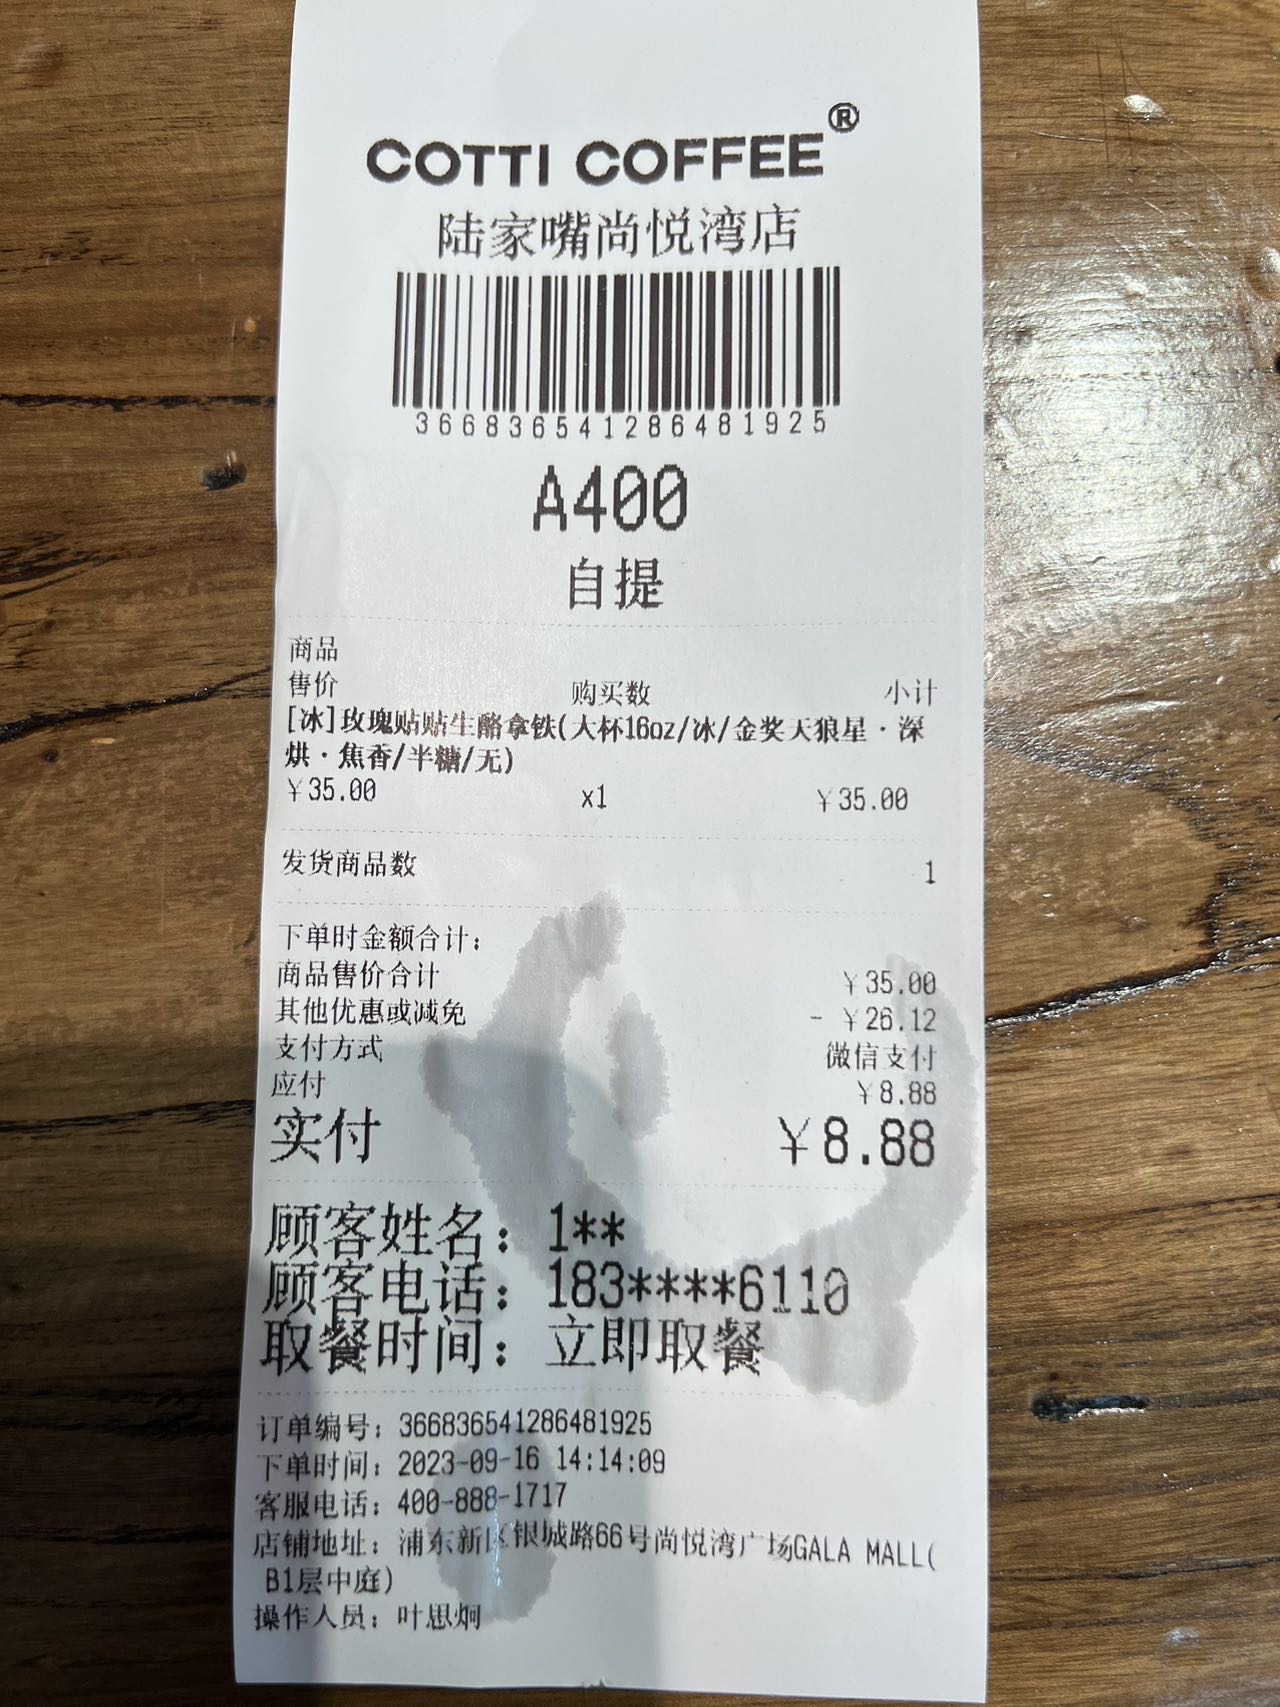 COTTI COFFEE®
陆家嘴尚悦湾店
366836541286481925
A400
自提
商品
售价 购买数 小计
[冰]玫瑰贴贴生酪拿铁(大杯16oz/冰/金奖天狼星·深
烘·焦香/半糖/无)
¥35.00 x1 ¥35.00
发货商品数 1
下单时金额合计:
商品售价合计 ¥35.00
其他优惠或减免 - ¥26.12
支付方式 微信支付
应付 ¥8.88
实付 ¥8.88
顾客姓名: 1**
顾客电话: 183****6110
取餐时间: 立即取餐
订单编号: 366836541286481925
下单时间: 2023-09-16 14:14:09
客服电话: 400-888-1717
店铺地址: 浦东新区银城路66号尚悦湾广场GALA MALL(
B1层中庭)
操作人员: 叶思炯